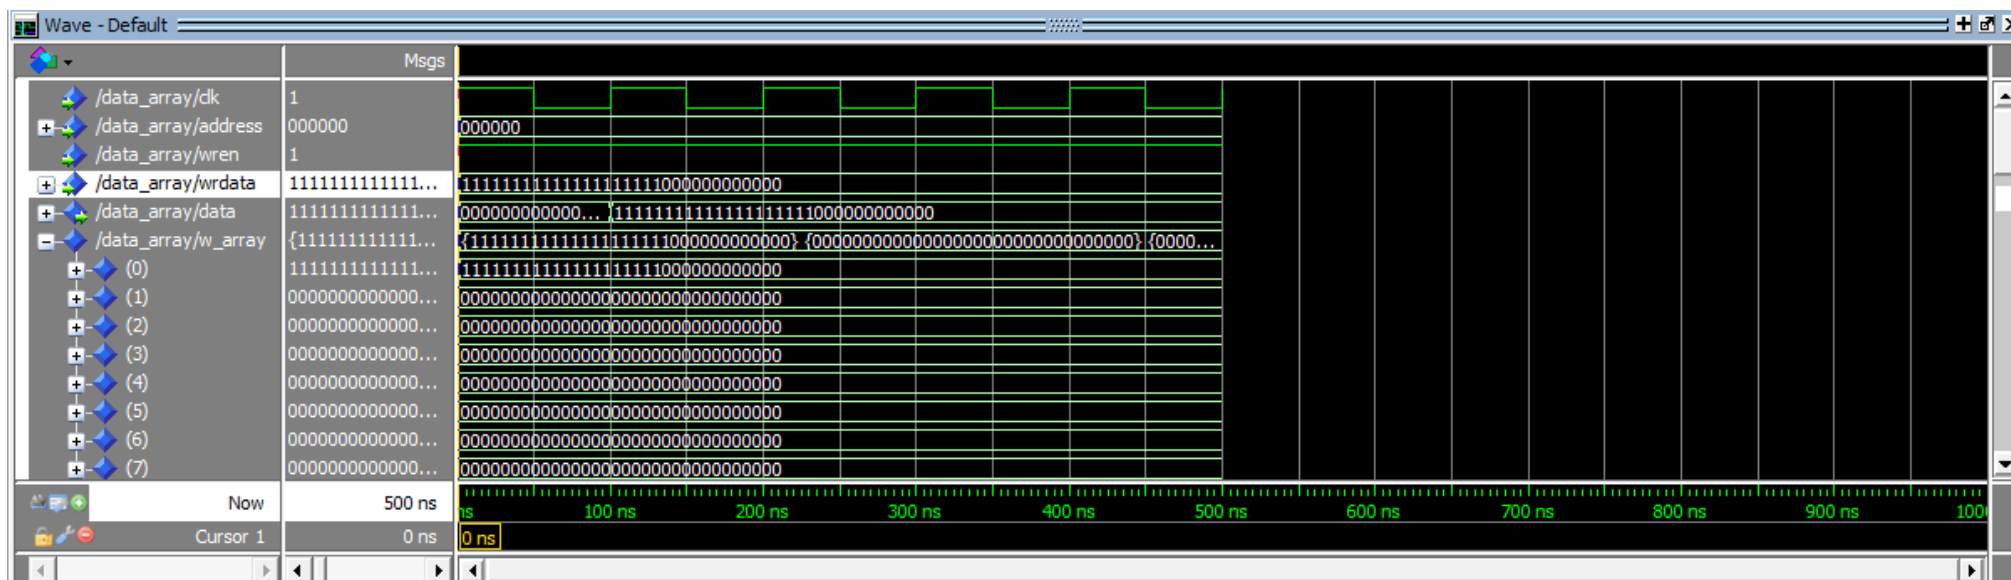 Wave - Default
Msgs
/data_array/clk 1
/data_array/address 000000 000000
/data_array/wren 1
/data_array/wrdata 1111111111111... 11111111111111111111000000000000
/data_array/data 1111111111111... 000000000000... 11111111111111111111000000000000
/data_array/w_array {111111111111... {11111111111111111111000000000000} {00000000000000000000000000000000} {0000...
(0) 1111111111111... 11111111111111111111000000000000
(1) 0000000000000... 00000000000000000000000000000000
(2) 0000000000000... 00000000000000000000000000000000
(3) 0000000000000... 00000000000000000000000000000000
(4) 0000000000000... 00000000000000000000000000000000
(5) 0000000000000... 00000000000000000000000000000000
(6) 0000000000000... 00000000000000000000000000000000
(7) 0000000000000... 00000000000000000000000000000000
Now 500 ns ns 100 ns 200 ns 300 ns 400 ns 500 ns 600 ns 700 ns 800 ns 900 ns 100
Cursor 1 0 ns 0 ns